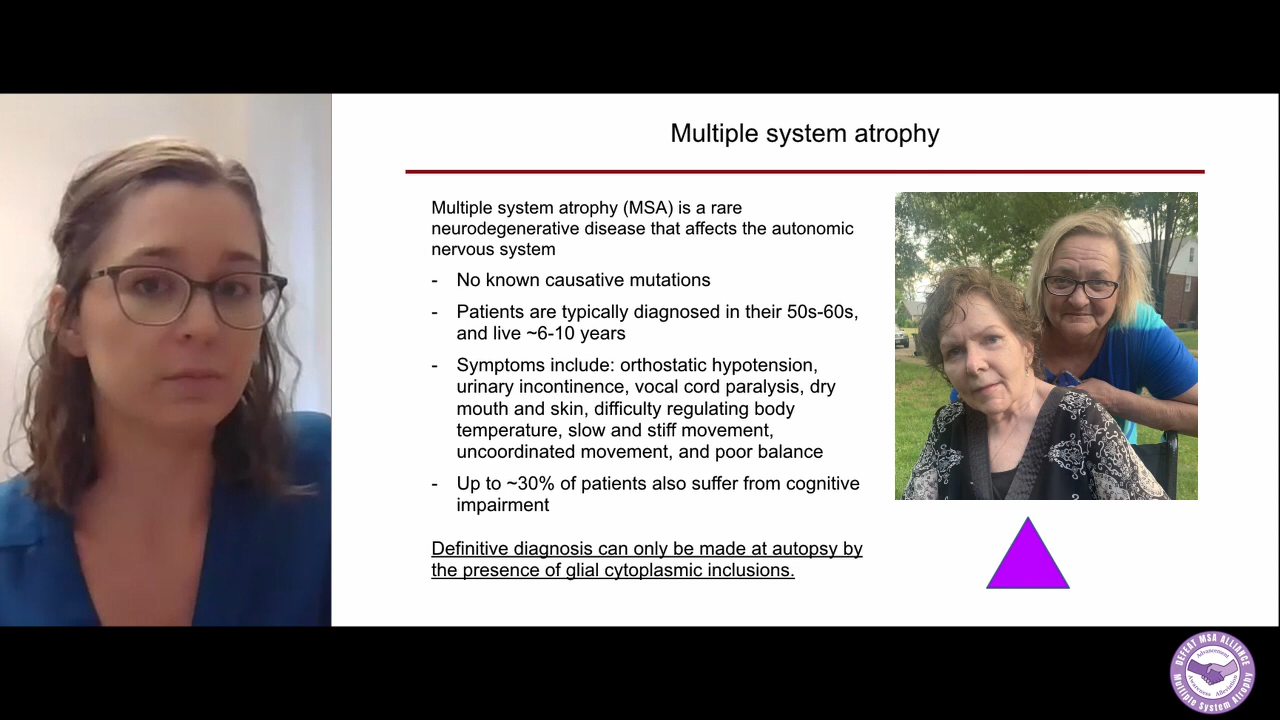 Multiple system atrophy
Multiple system atrophy (MSA) is a rare
neurodegenerative disease that affects the autonomic
nervous system
- No known causative mutations
- Patients are typically diagnosed in their 50s-60s,
and live ~6-10 years
- Symptoms include: orthostatic hypotension,
urinary incontinence, vocal cord paralysis, dry
mouth and skin, difficulty regulating body
temperature, slow and stiff movement,
uncoordinated movement, and poor balance
- Up to ~30% of patients also suffer from cognitive
impairment
Definitive diagnosis can only be made at autopsy by
the presence of glial cytoplasmic inclusions.
DEFEAT MSA ALLIANCE
Advancement
Awareness Alleviation
Multiple System Atrophy